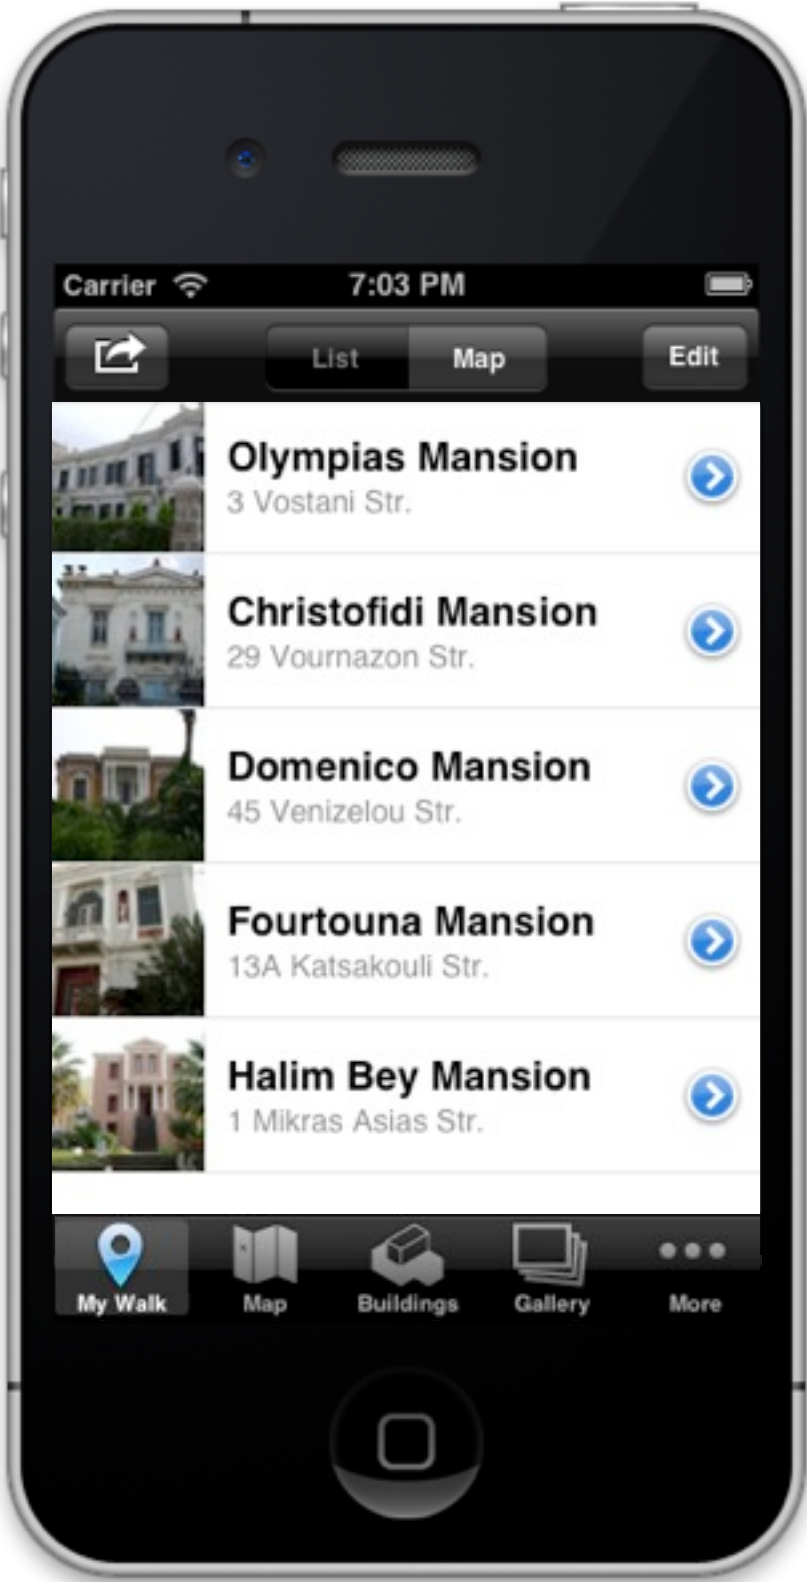 Carrier 7:03 PM
List Map Edit
Olympias Mansion
3 Vostani Str.
Christofidi Mansion
29 Vournazon Str.
Domenico Mansion
45 Venizelou Str.
Fourtouna Mansion
13A Katsakouli Str.
Halim Bey Mansion
1 Mikras Asias Str.
My Walk Map Buildings Gallery More